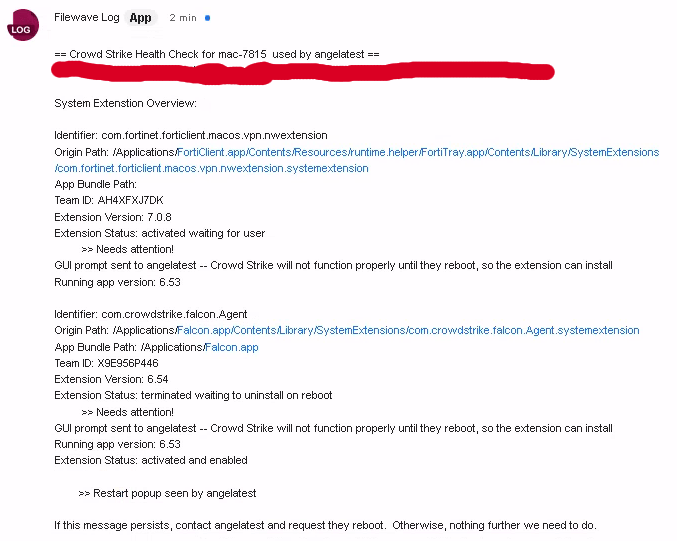 LOG
Filewave Log App 2 min
== Crowd Strike Health Check for mac-7815 used by angelatest ==
System Extenstion Overview:
Identifier: com.fortinet.forticlient.macos.vpn.nwextension
Origin Path: /Applications/FortiClient.app/Contents/Resources/runtime.helper/FortiTray.app/Contents/Library/SystemExtensions
/com.fortinet.forticlient.macos.vpn.nwextension.systemextension
App Bundle Path:
Team ID: AH4XFXJ7DK
Extension Version: 7.0.8
Extension Status: activated waiting for user
>> Needs attention!
GUI prompt sent to angelatest -- Crowd Strike will not function properly until they reboot, so the extension can install
Running app version: 6.53
Identifier: com.crowdstrike.falcon.Agent
Origin Path: /Applications/Falcon.app/Contents/Library/SystemExtensions/com.crowdstrike.falcon.Agent.systemextension
App Bundle Path: /Applications/Falcon.app
Team ID: X9E956P446
Extension Version: 6.54
Extension Status: terminated waiting to uninstall on reboot
>> Needs attention!
GUI prompt sent to angelatest -- Crowd Strike will not function properly until they reboot, so the extension can install
Running app version: 6.53
Extension Status: activated and enabled
>> Restart popup seen by angelatest
If this message persists, contact angelatest and request they reboot. Otherwise, nothing further we need to do.